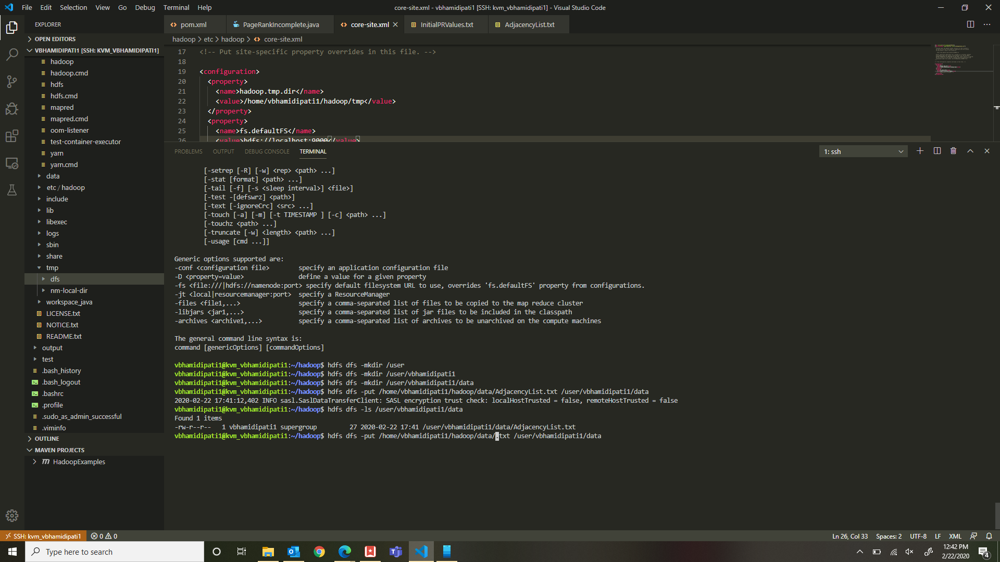 File Edit Selection View Go Debug Terminal Help
core-site.xml - vbhamidipati1 [SSH: kvm_vbhamidipati1] - Visual Studio Code
EXPLORER
OPEN EDITORS
VBHAMIDIPATI1 [SSH: KVM_VBHAMIDIPATI1]
hadoop
hadoop.cmd
hdfs
hdfs.cmd
mapred
mapred.cmd
oom-listener
test-container-executor
yarn
yarn.cmd
data
etc / hadoop
include
lib
libexec
logs
sbin
share
tmp
dfs
nm-local-dir
workspace_java
LICENSE.txt
NOTICE.txt
README.txt
output
test
.bash_history
.bash_logout
.bashrc
.profile
.sudo_as_admin_successful
.viminfo
OUTLINE
MAVEN PROJECTS
HadoopExamples
pom.xml PageRankIncomplete.java core-site.xml InitialPRValues.txt AdjacencyList.txt
hadoop > etc > hadoop > core-site.xml
17 <!-- Put site-specific property overrides in this file. -->
18
19 <configuration>
20 <property>
21 <name>hadoop.tmp.dir</name>
22 <value>/home/vbhamidipati1/hadoop/tmp</value>
23 </property>
24 <property>
25 <name>fs.defaultFS</name>
26 <value>hdfs://localhost:9000</value>
PROBLEMS OUTPUT DEBUG CONSOLE TERMINAL
1: ssh
[-setrep [-R] [-w] <rep> <path> ...]
[-stat [format] <path> ...]
[-tail [-f] [-s <sleep interval>] <file>]
[-test -[defswrz] <path>]
[-text [-ignoreCrc] <src> ...]
[-touch [-a] [-m] [-t TIMESTAMP ] [-c] <path> ...]
[-touchz <path> ...]
[-truncate [-w] <length> <path> ...]
[-usage [cmd ...]]
Generic options supported are:
-conf <configuration file> specify an application configuration file
-D <property=value> define a value for a given property
-fs <file:///|hdfs://namenode:port> specify default filesystem URL to use, overrides 'fs.defaultFS' property from configurations.
-jt <local|resourcemanager:port> specify a ResourceManager
-files <file1,...> specify a comma-separated list of files to be copied to the map reduce cluster
-libjars <jar1,...> specify a comma-separated list of jar files to be included in the classpath
-archives <archive1,...> specify a comma-separated list of archives to be unarchived on the compute machines
The general command line syntax is:
command [genericOptions] [commandOptions]
vbhamidipati1@kvm_vbhamidipati1:~/hadoop$ hdfs dfs -mkdir /user
vbhamidipati1@kvm_vbhamidipati1:~/hadoop$ hdfs dfs -mkdir /user/vbhamidipati1
vbhamidipati1@kvm_vbhamidipati1:~/hadoop$ hdfs dfs -mkdir /user/vbhamidipati1/data
vbhamidipati1@kvm_vbhamidipati1:~/hadoop$ hdfs dfs -put /home/vbhamidipati1/hadoop/data/AdjacencyList.txt /user/vbhamidipati1/data
2020-02-22 17:41:12,402 INFO sasl.SaslDataTransferClient: SASL encryption trust check: localHostTrusted = false, remoteHostTrusted = false
vbhamidipati1@kvm_vbhamidipati1:~/hadoop$ hdfs dfs -ls /user/vbhamidipati1/data
Found 1 items
-rw-r--r-- 1 vbhamidipati1 supergroup 27 2020-02-22 17:41 /user/vbhamidipati1/data/AdjacencyList.txt
vbhamidipati1@kvm_vbhamidipati1:~/hadoop$ hdfs dfs -put /home/vbhamidipati1/hadoop/data/.txt /user/vbhamidipati1/data
SSH: kvm_vbhamidipati1 0 0
Ln 26, Col 33 Spaces: 2 UTF-8 LF XML
Type here to search
12:42 PM
2/22/2020
4